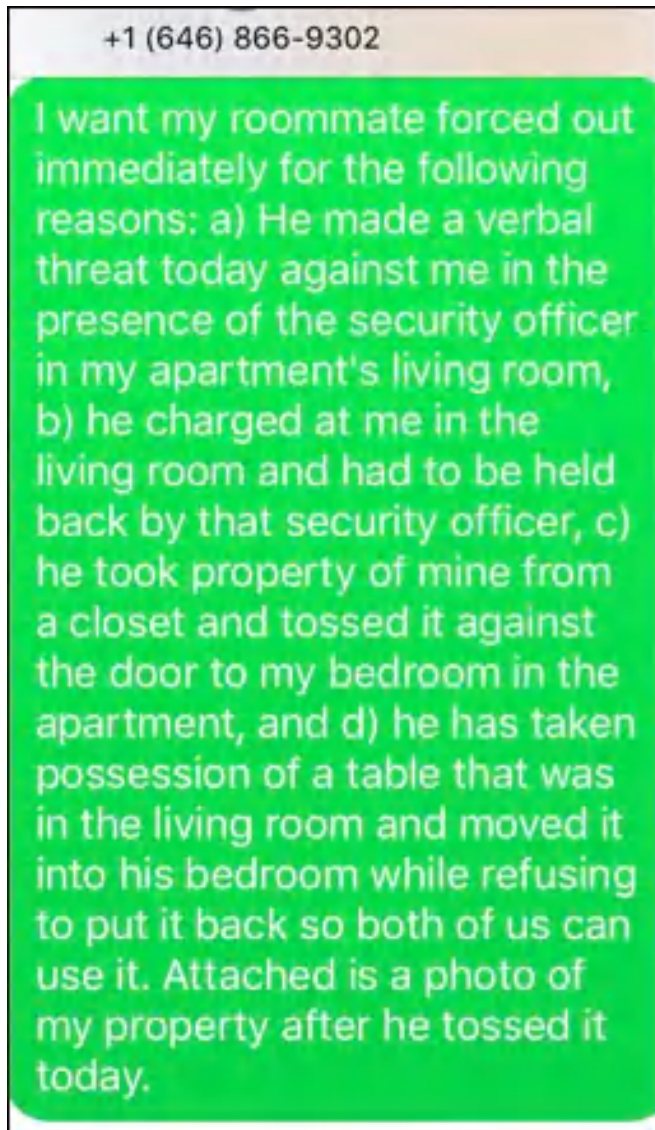 +1 (646) 866-9302
I want my roommate forced out
immediately for the following
reasons: a) He made a verbal
threat today against me in the
presence of the security officer
in my apartment's living room,
b) he charged at me in the
living room and had to be held
back by that security officer, c)
he took property of mine from
a closet and tossed it against
the door to my bedroom in the
apartment, and d) he has taken
possession of a table that was
in the living room and moved it
into his bedroom while refusing
to put it back so both of us can
use it. Attached is a photo of
my property after he tossed it
today.